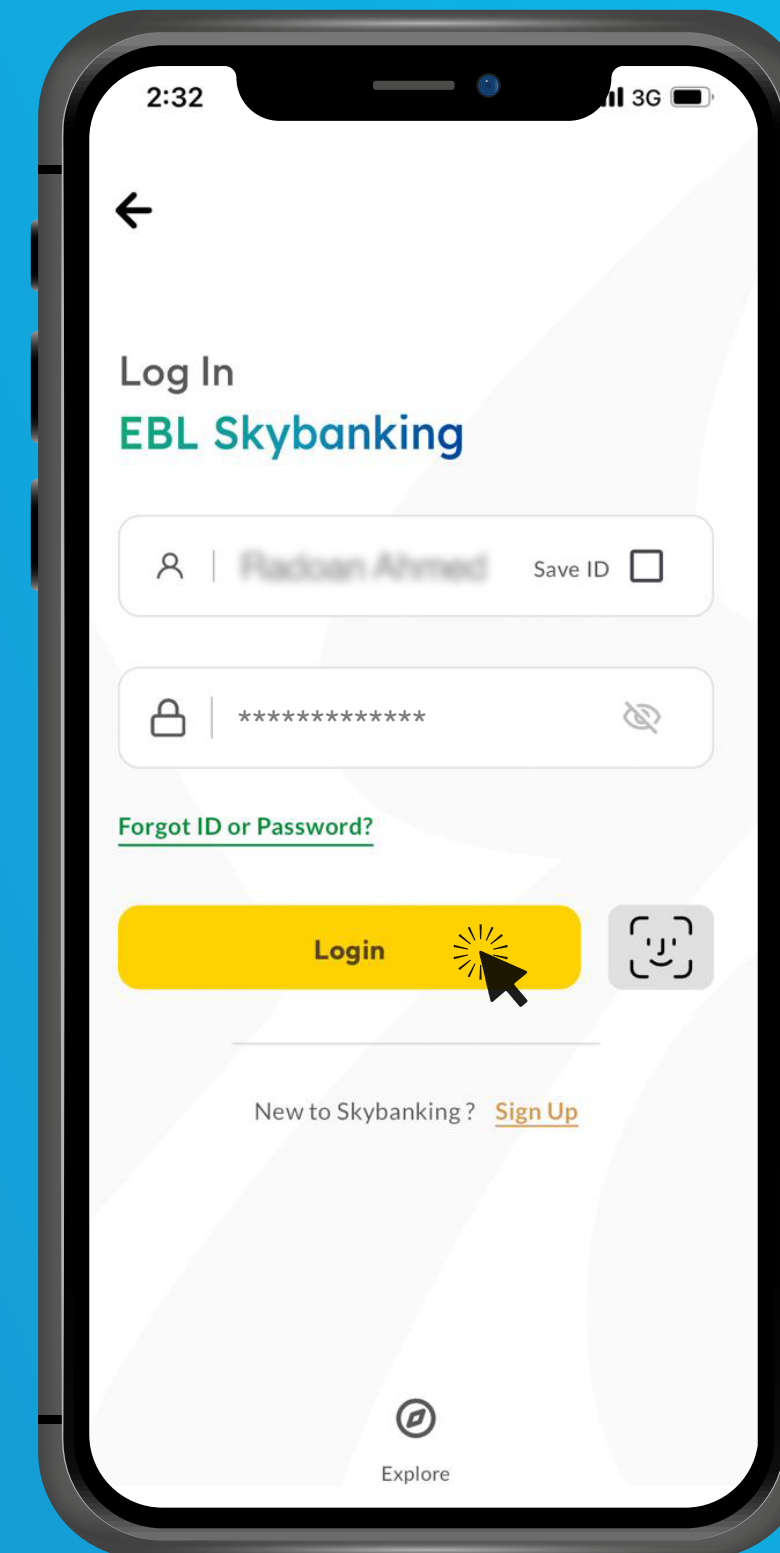 2:32 3G
Log In
EBL Skybanking
Save ID
*************
Forgot ID or Password?
Login
New to Skybanking ? Sign Up
Explore